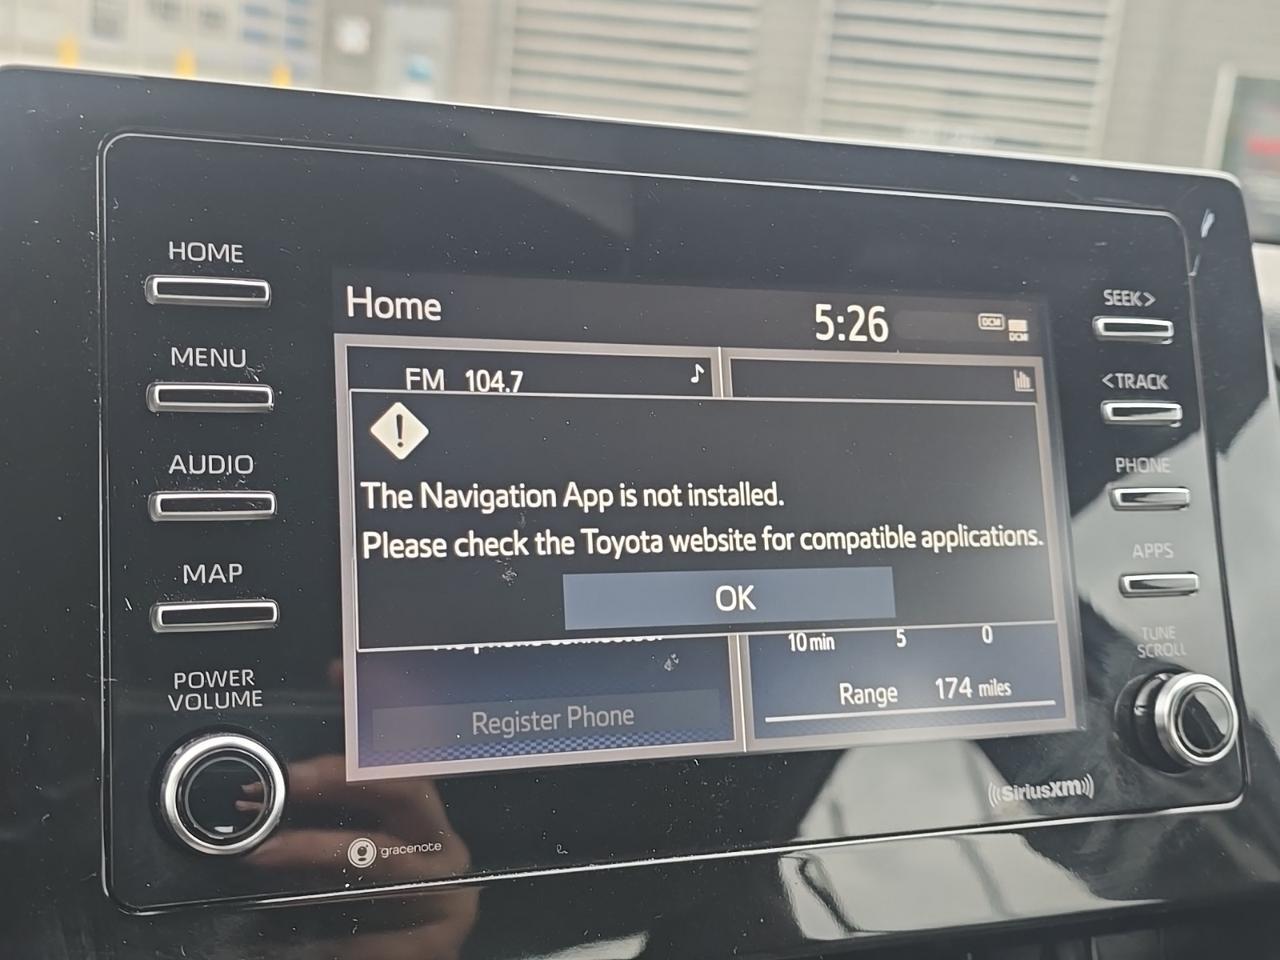 HOME
MENU
AUDIO
MAP
POWER
VOLUME
Home
5:26
DCM
DCM
FM 104.7
The Navigation App is not installed.
Please check the Toyota website for compatible applications.
OK
10 min 5 0
Range 174 miles
Register Phone
SEEK>
<TRACK
PHONE
APPS
TUNE
SCROLL
gracenote
((SiriusXM))